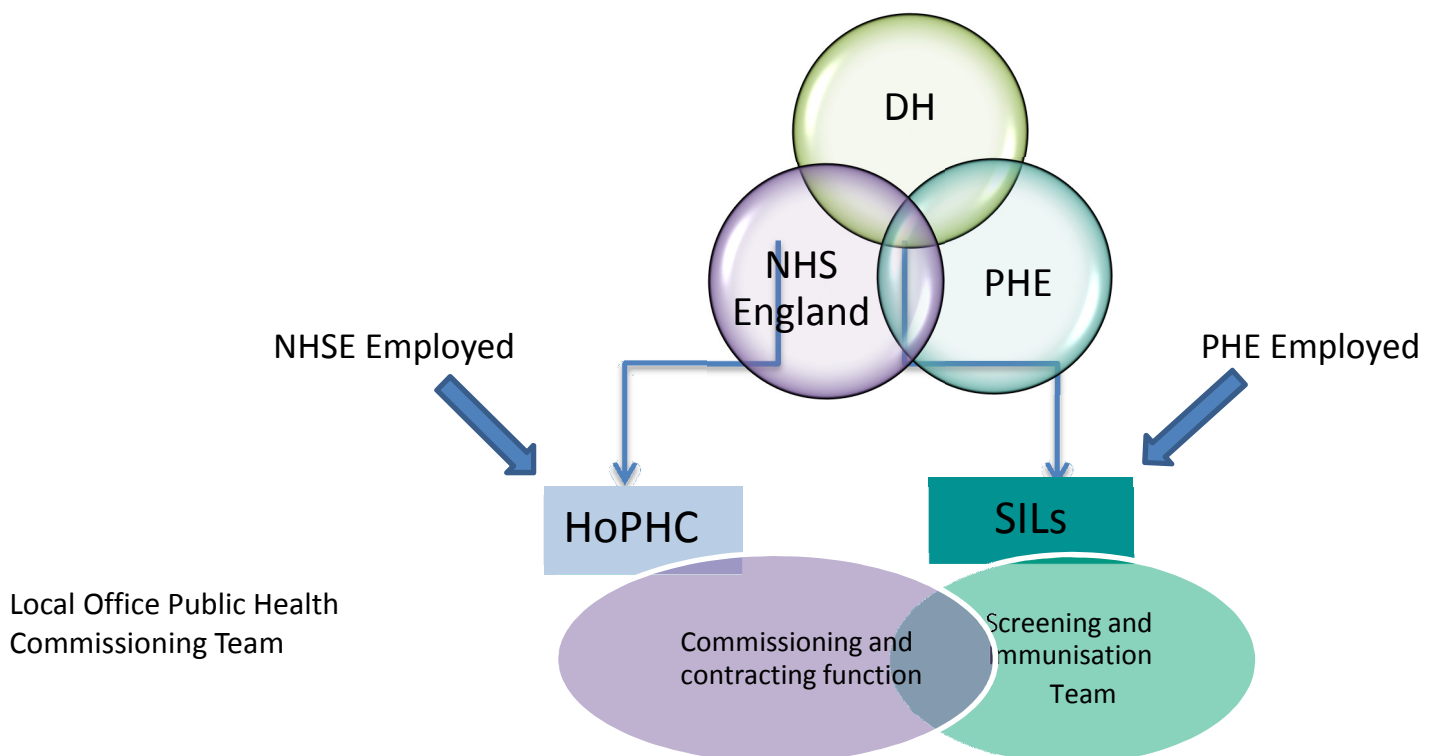 DH
NHS
England
PHE
NHSE Employed
PHE Employed
HoPHC
SILs
Local Office Public Health
Commissioning Team
Commissioning and
contracting function
Screening and
Immunisation
Team